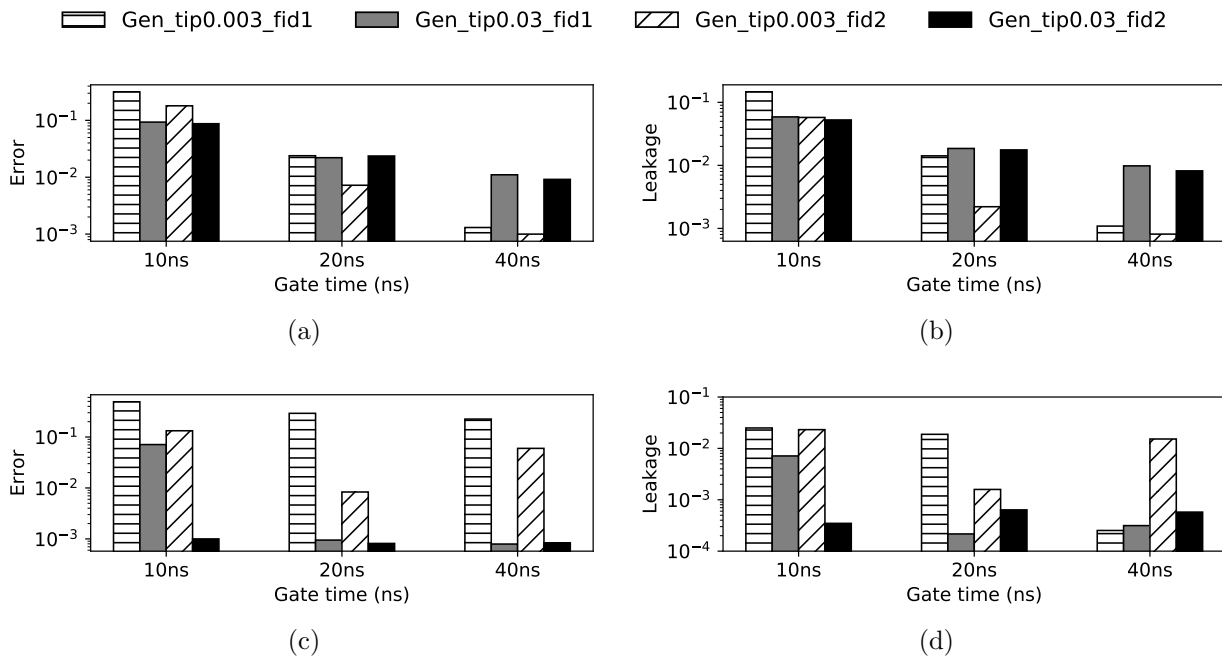 Gen_tip0.003_fid1 Gen_tip0.03_fid1 Gen_tip0.003_fid2 Gen_tip0.03_fid2
Error
10⁻¹
10⁻²
10⁻³
10ns 20ns 40ns
Gate time (ns)
(a)
Leakage
10⁻¹
10⁻²
10⁻³
10ns 20ns 40ns
Gate time (ns)
(b)
Error
10⁻¹
10⁻²
10⁻³
10ns 20ns 40ns
Gate time (ns)
(c)
Leakage
10⁻¹
10⁻²
10⁻³
10⁻⁴
10ns 20ns 40ns
Gate time (ns)
(d)